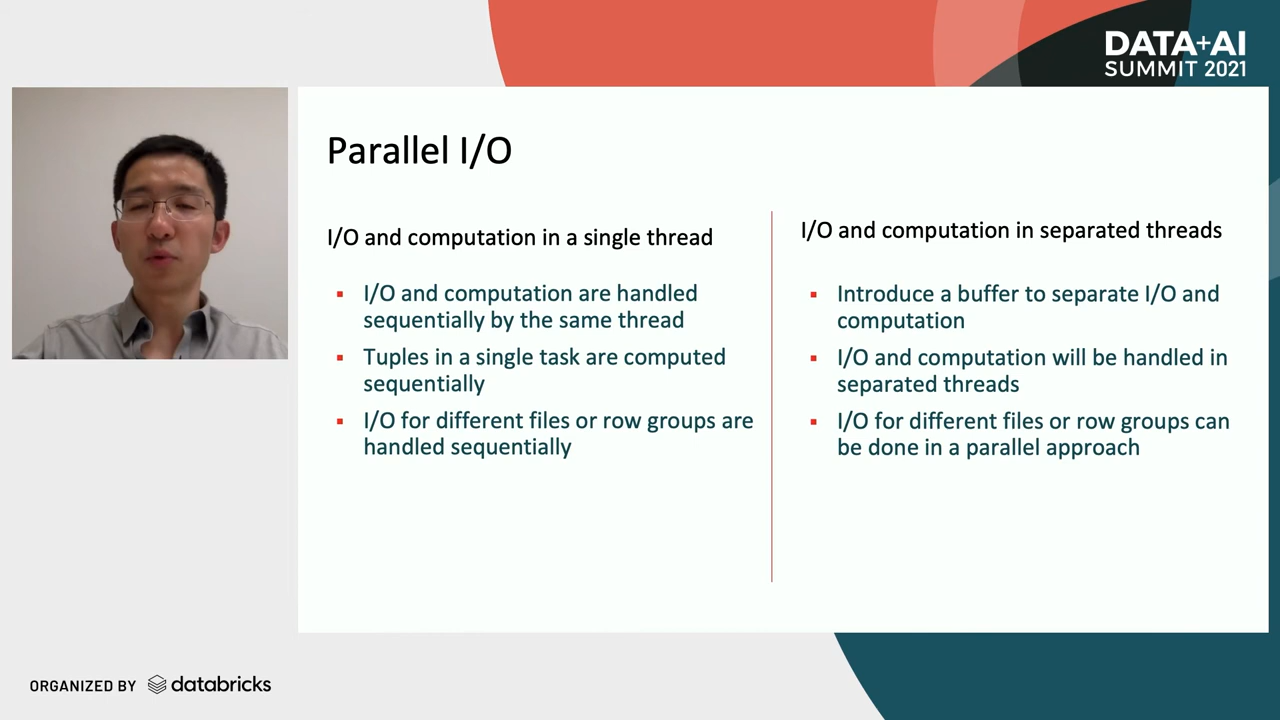 DATA+AI
SUMMIT 2021
Parallel I/O
I/O and computation in a single thread
I/O and computation are handled
sequentially by the same thread
Tuples in a single task are computed
sequentially
I/O for different files or row groups are
handled sequentially
I/O and computation in separated threads
Introduce a buffer to separate I/O and
computation
I/O and computation will be handled in
separated threads
I/O for different files or row groups can
be done in a parallel approach
ORGANIZED BY databricks